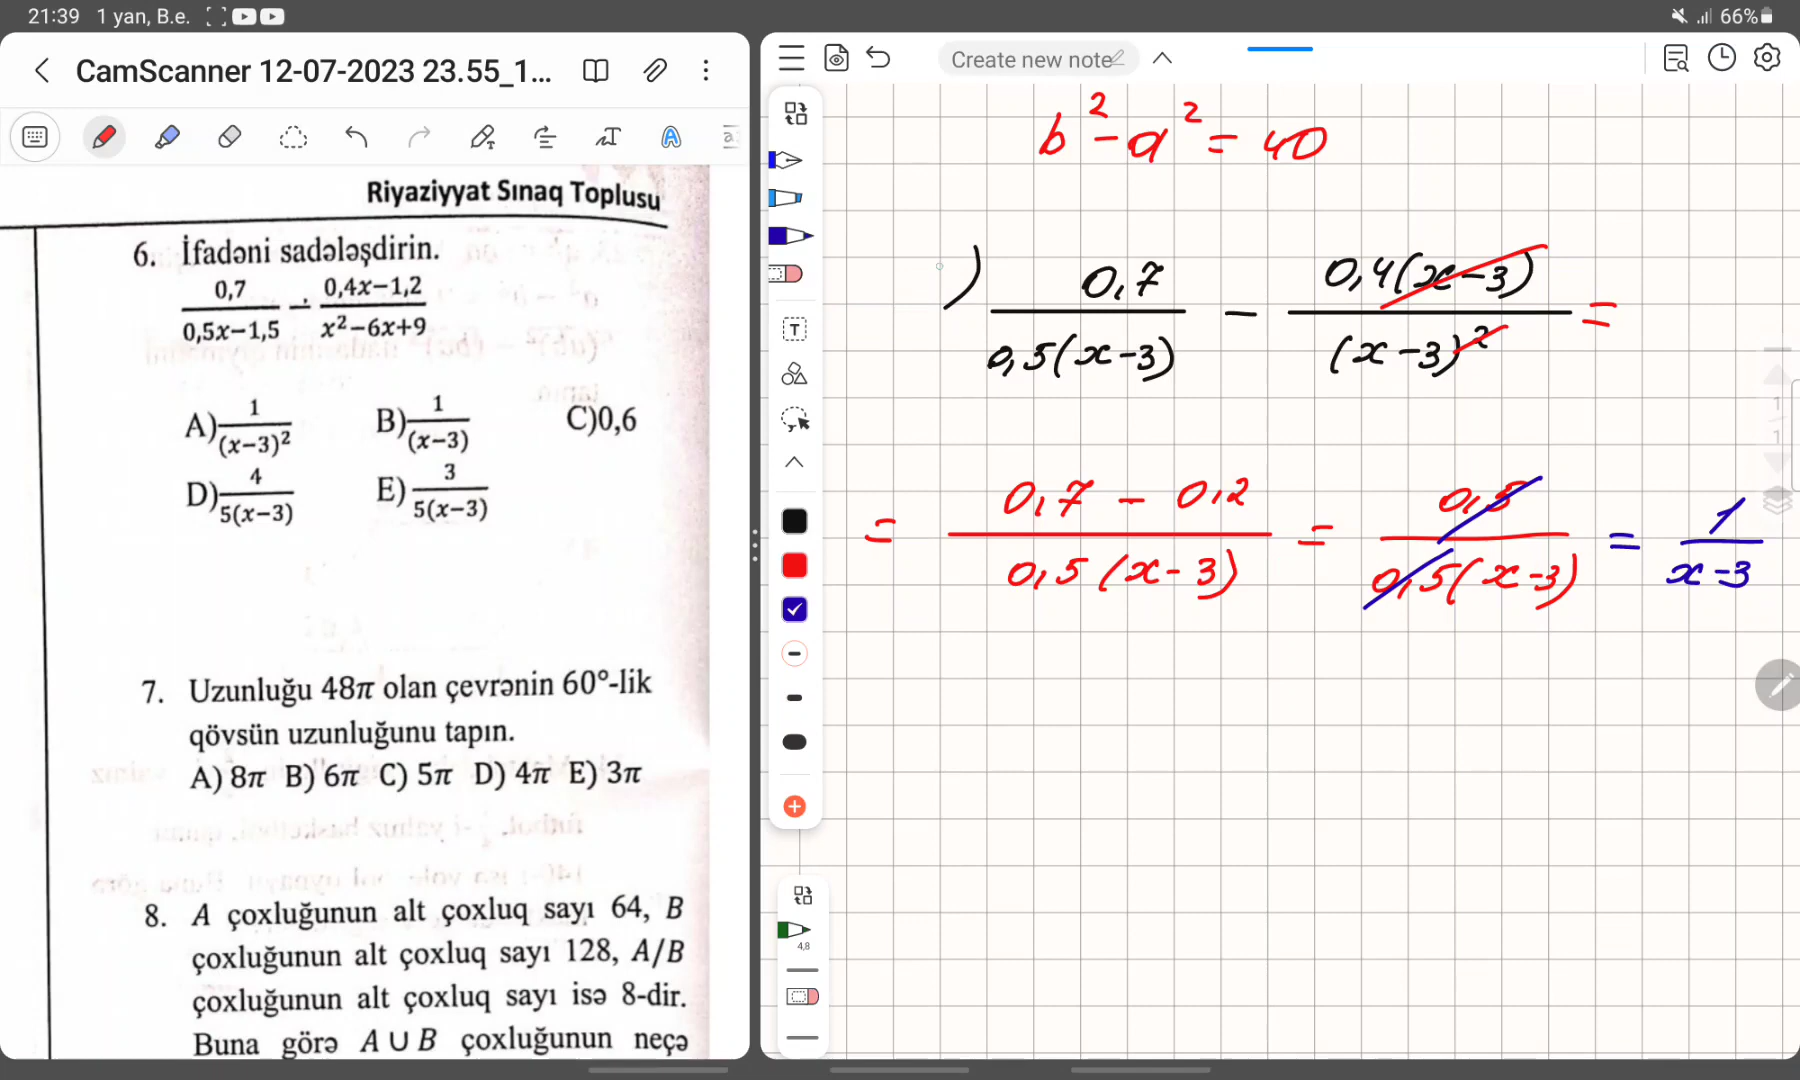 21:39 1 yan, B.e.
66%
CamScanner 12-07-2023 23.55_1...
Riyaziyyat Sınaq Toplusu
6. İfadəni sadələşdirin.
0,7/(0,5x−1,5) − (0,4x−1,2)/(x²−6x+9)
A) 1/(x−3)² B) 1/(x−3) C)0,6
D) 4/5(x−3) E) 3/5(x−3)
7. Uzunluğu 48π olan çevrənin 60°-lik
qövsün uzunluğunu tapın.
A) 8π B) 6π C) 5π D) 4π E) 3π
8. A çoxluğunun alt çoxluq sayı 64, B
çoxluğunun alt çoxluq sayı 128, A/B
çoxluğunun alt çoxluq sayı isə 8-dir.
Buna görə A ∪ B çoxluğunun neçə
Create new note
b² − a² = 40
) 0,7/0,5(x−3) − 0,4(x−3)/(x−3)² =
= (0,7 − 0,2)/0,5(x−3) = 0,5/0,5(x−3) = 1/x−3
T
4,8
1
1